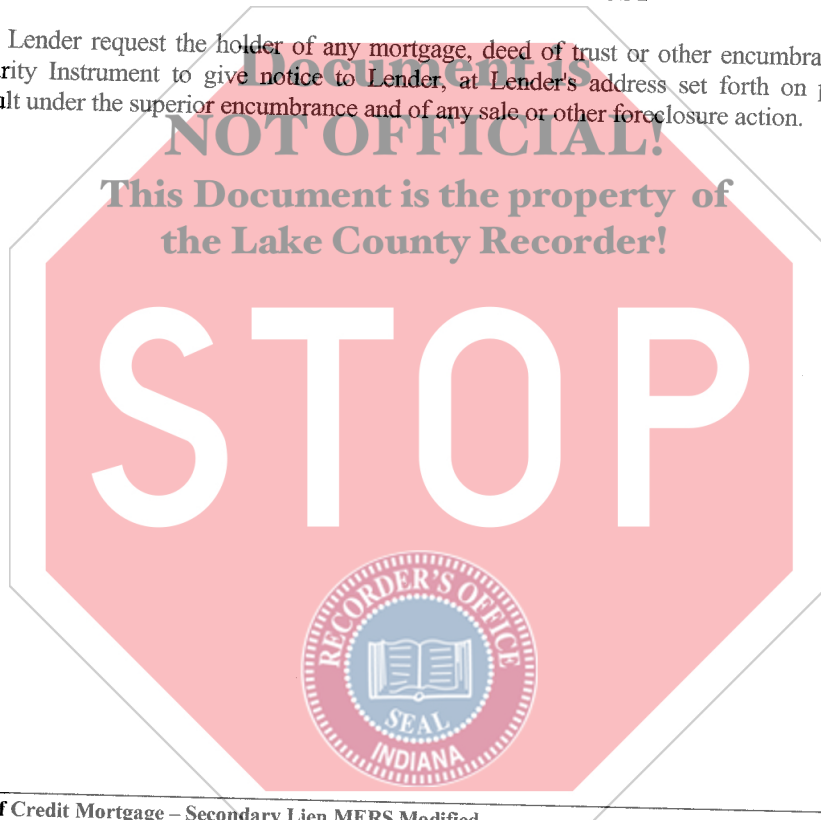 Lender request the holder of any mortgage, deed of trust or other encumbra
rity Instrument to give notice to Lender, at Lender's address set forth on p
ult under the superior encumbrance and of any sale or other foreclosure action.
Document is
NOT OFFICIAL!
This Document is the property of
the Lake County Recorder!
STOP
RECORDER'S OFFICE
SEAL
INDIANA
f Credit Mortgage – Secondary Lien MERS Modified